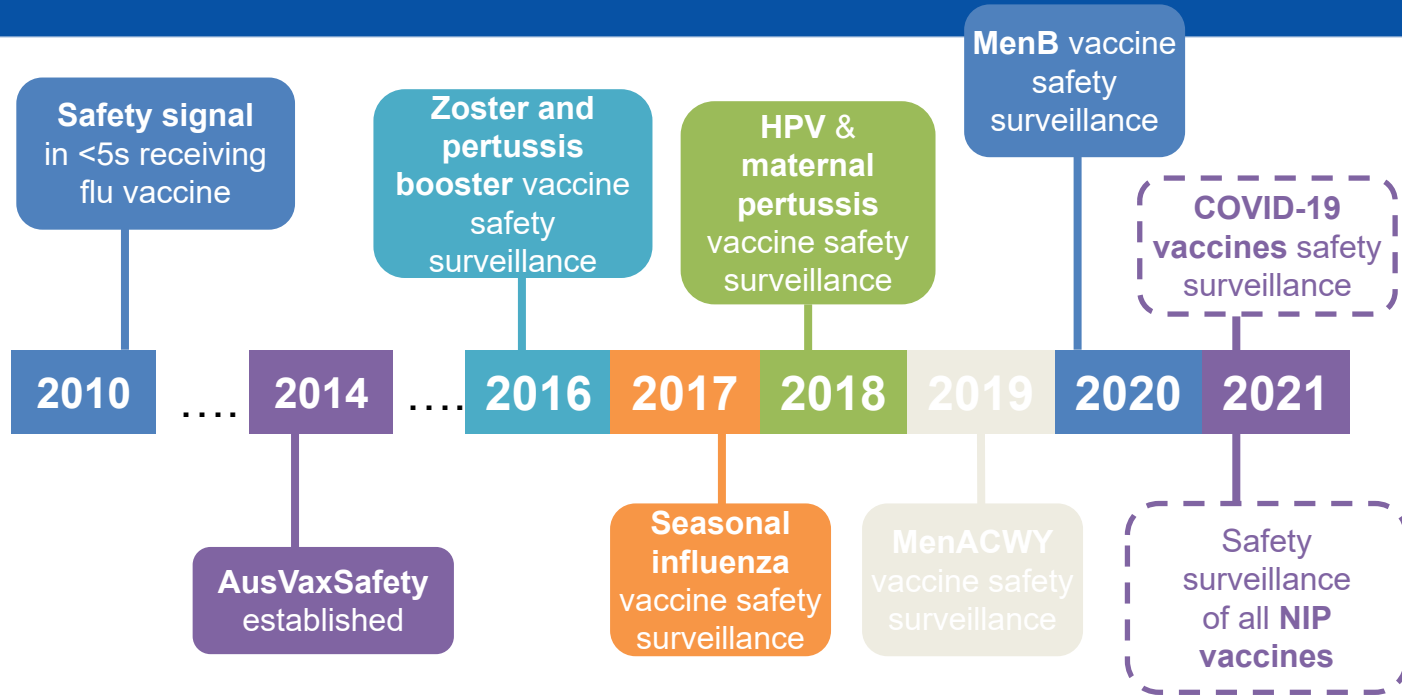 Safety signal
in <5s receiving
flu vaccine
Zoster and
pertussis
booster vaccine
safety
surveillance
HPV &
maternal
pertussis
vaccine safety
surveillance
MenB vaccine
safety
surveillance
COVID-19
vaccines safety
surveillance
2010 .... 2014 .... 2016 2017 2018 2019 2020 2021
AusVaxSafety
established
Seasonal
influenza
vaccine safety
surveillance
MenACWY
vaccine safety
surveillance
Safety
surveillance
of all NIP
vaccines